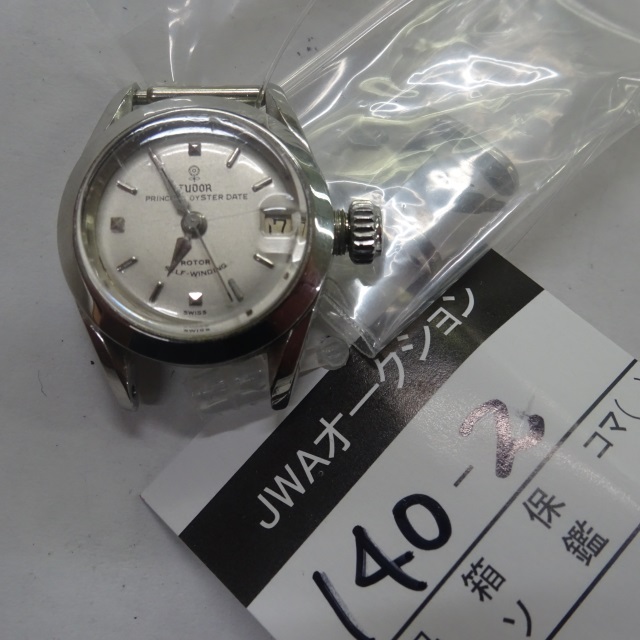 TUDOR
PRINCESS OYSTER DATE
17
ROTOR
SELF-WINDING
SWISS
JWAオークション
140-2
コマ(
保
鑑
箱
ソ